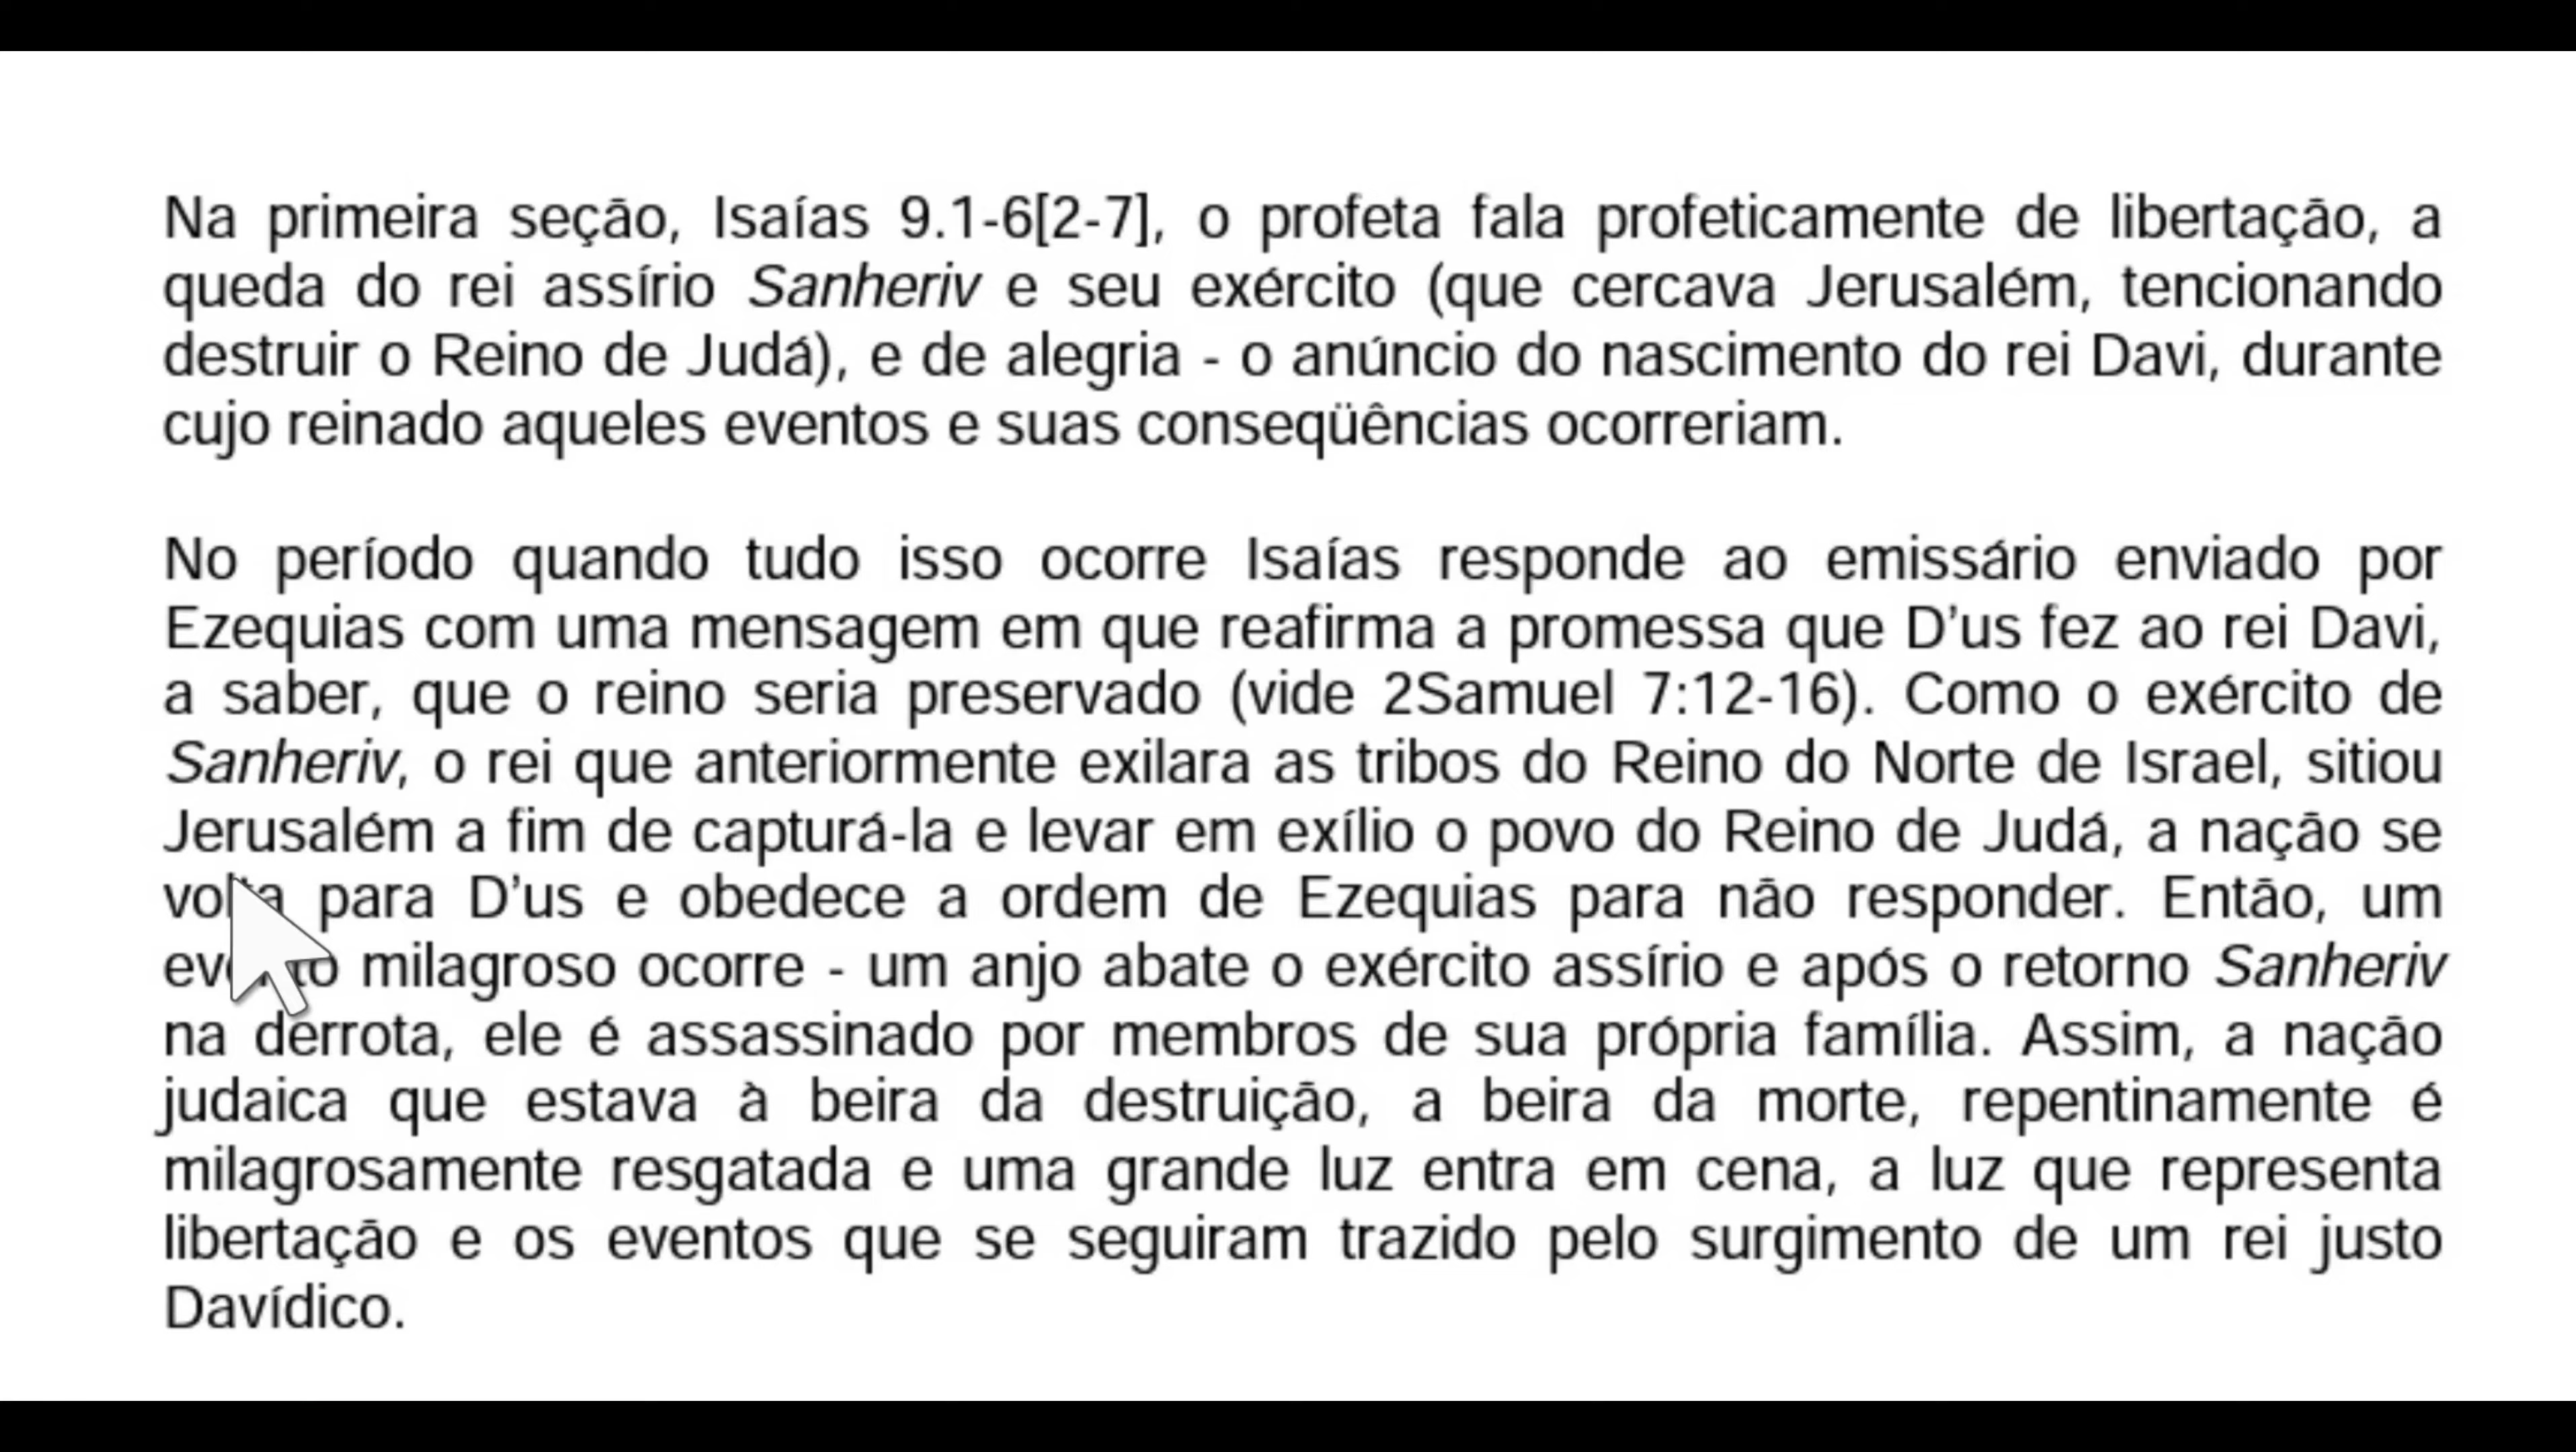 Na primeira seção, Isaías 9.1-6[2-7], o profeta fala profeticamente de libertação, a
queda do rei assírio Sanheriv e seu exército (que cercava Jerusalém, tencionando
destruir o Reino de Judá), e de alegria - o anúncio do nascimento do rei Davi, durante
cujo reinado aqueles eventos e suas conseqüências ocorreriam.
No período quando tudo isso ocorre Isaías responde ao emissário enviado por
Ezequias com uma mensagem em que reafirma a promessa que D'us fez ao rei Davi,
a saber, que o reino seria preservado (vide 2Samuel 7:12-16). Como o exército de
Sanheriv, o rei que anteriormente exilara as tribos do Reino do Norte de Israel, sitiou
Jerusalém a fim de capturá-la e levar em exílio o povo do Reino de Judá, a nação se
volta para D'us e obedece a ordem de Ezequias para não responder. Então, um
evento milagroso ocorre - um anjo abate o exército assírio e após o retorno Sanheriv
na derrota, ele é assassinado por membros de sua própria família. Assim, a nação
judaica que estava à beira da destruição, a beira da morte, repentinamente é
milagrosamente resgatada e uma grande luz entra em cena, a luz que representa
libertação e os eventos que se seguiram trazido pelo surgimento de um rei justo
Davídico.